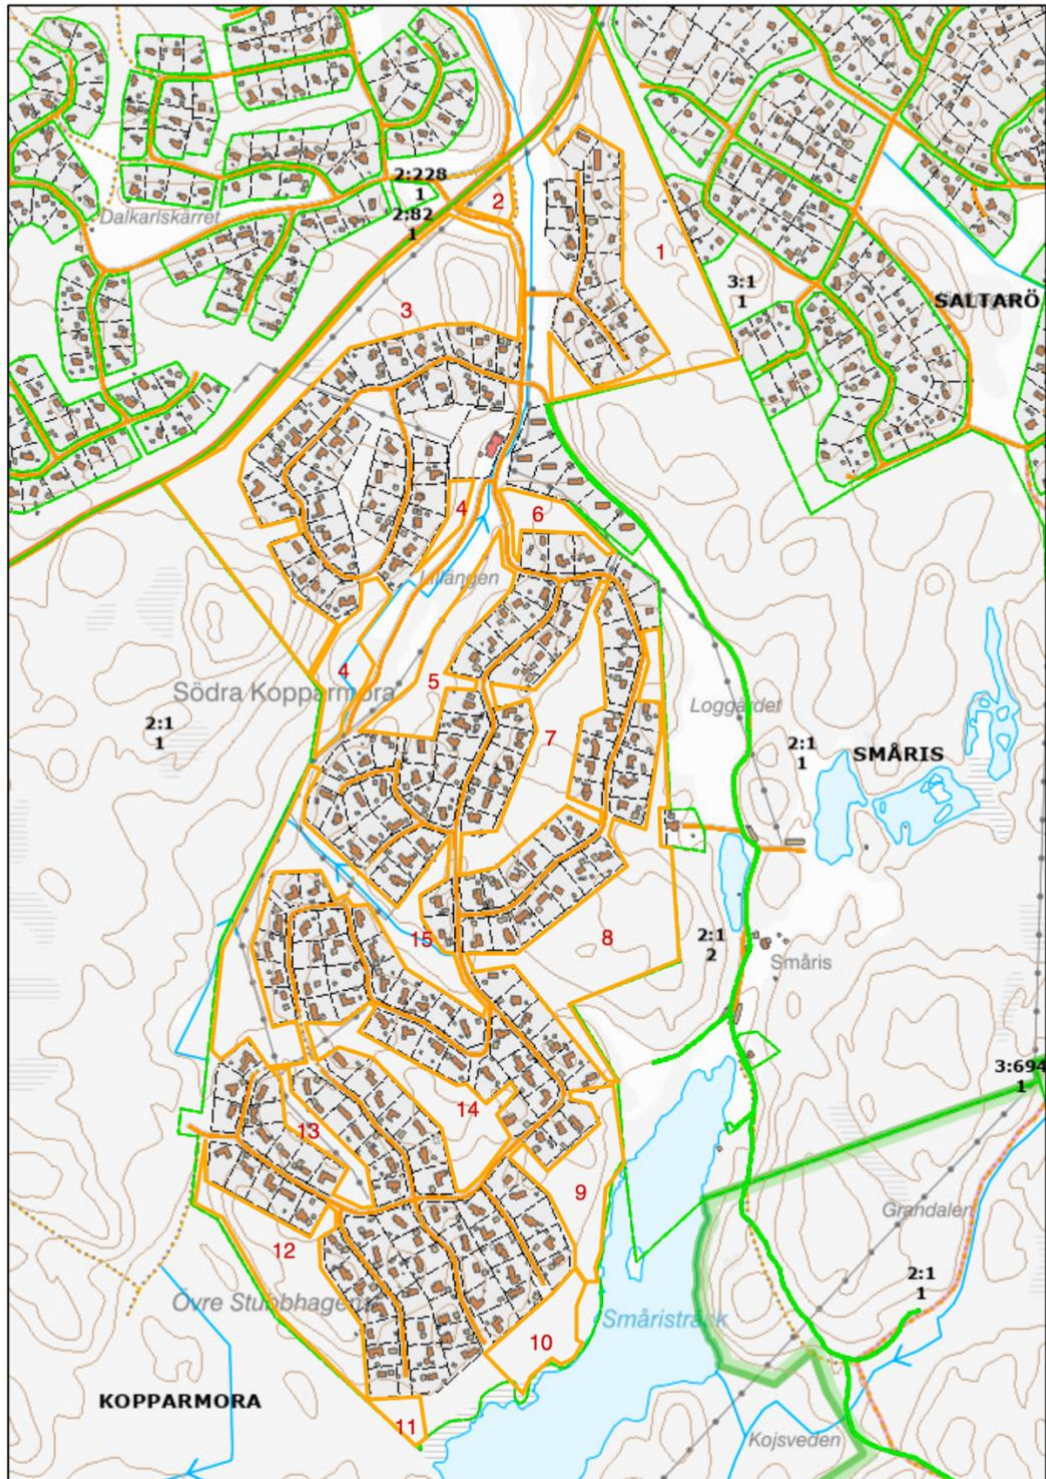 2:228
1
2
2:82
1
Dalkarlskärret
1
3:1
1
SALTARÖ
3
4
6
Lillängen
4
5
Södra Kopparmora
Loggärdet
2:1
1
7
2:1
1
SMÅRIS
15
8
2:1
2
Småris
3:694
1
14
13
9
Grandalen
12
2:1
1
Övre Stubbhagen
Småristräsk
10
KOPPARMORA
11
Kojsveden